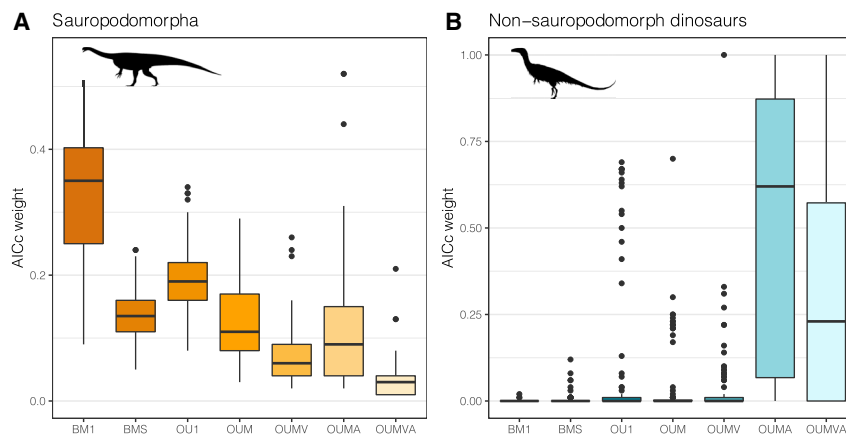 A Sauropodomorpha
AICc weight
0.4
0.2
0.0
BM1 BMS OU1 OUM OUMV OUMA OUMVA
B Non-sauropodomorph dinosaurs
AICc weight
1.00
0.75
0.50
0.25
0.00
BM1 BMS OU1 OUM OUMV OUMA OUMVA